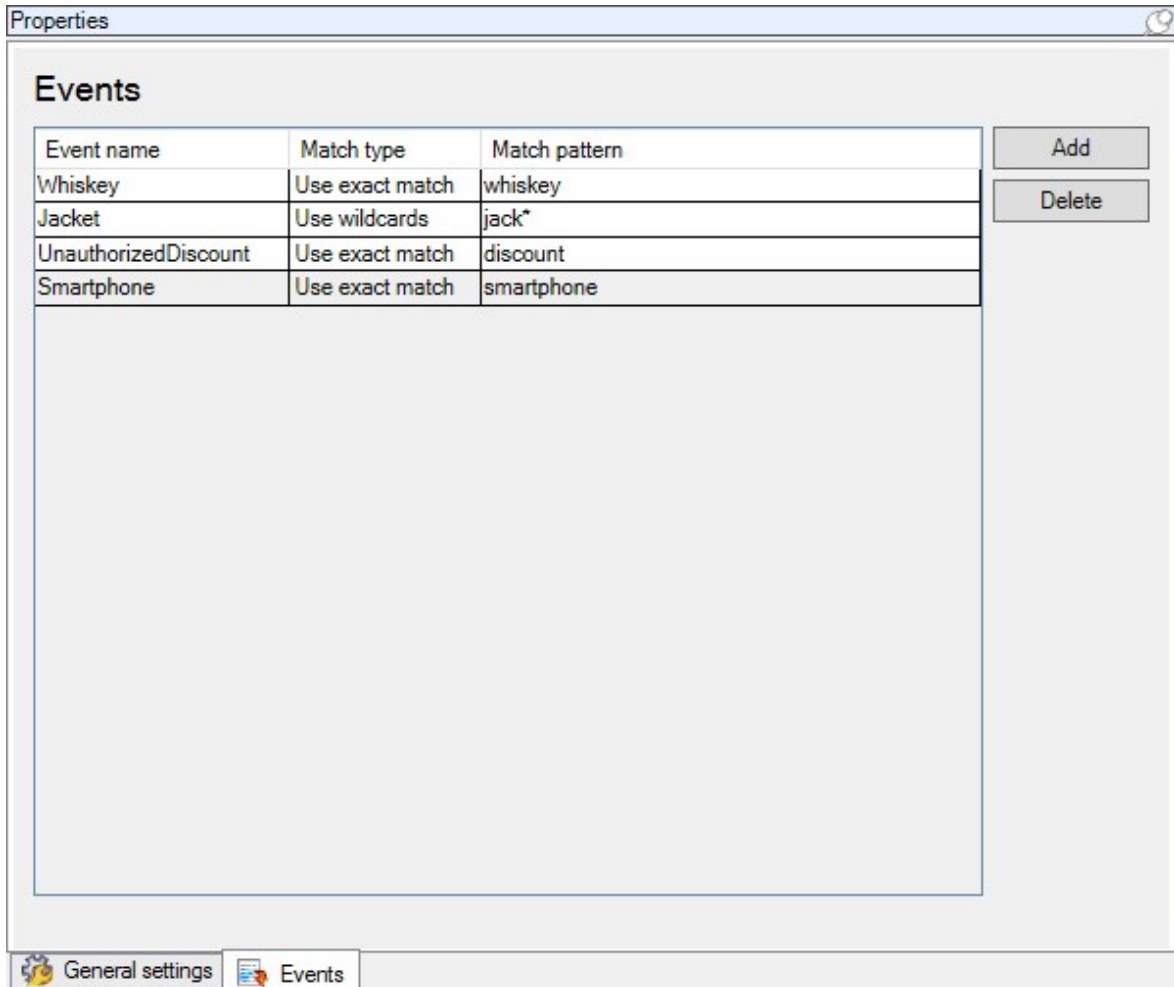 Properties
Events
Event name Match type Match pattern Add
Whiskey Use exact match whiskey Delete
Jacket Use wildcards jack*
UnauthorizedDiscount Use exact match discount
Smartphone Use exact match smartphone
General settings Events